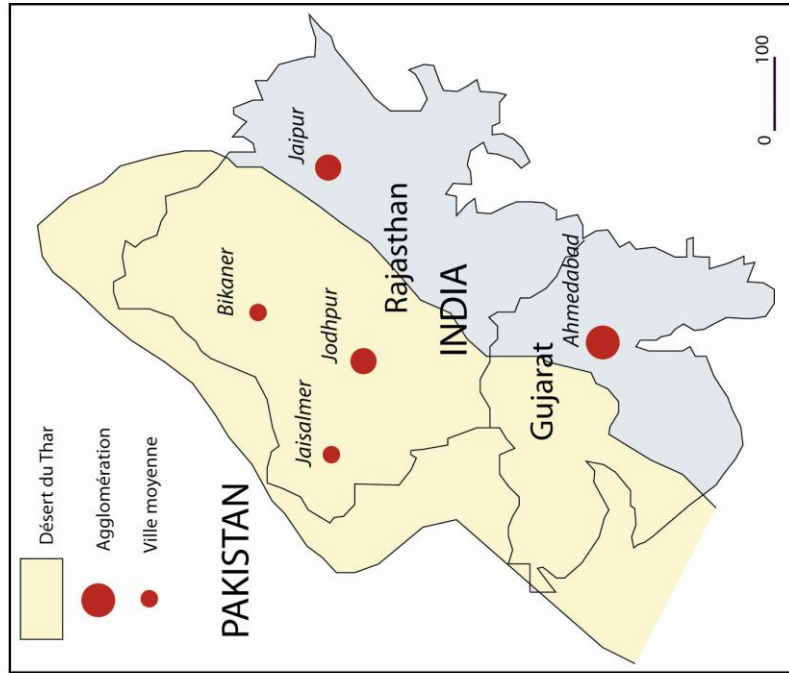 Désert du Thar
Agglomération
Ville moyenne
PAKISTAN
Bikaner
Jaipur
Jaisalmer
Jodhpur
Rajasthan
INDIA
Gujarat
Ahmedabad
0 100